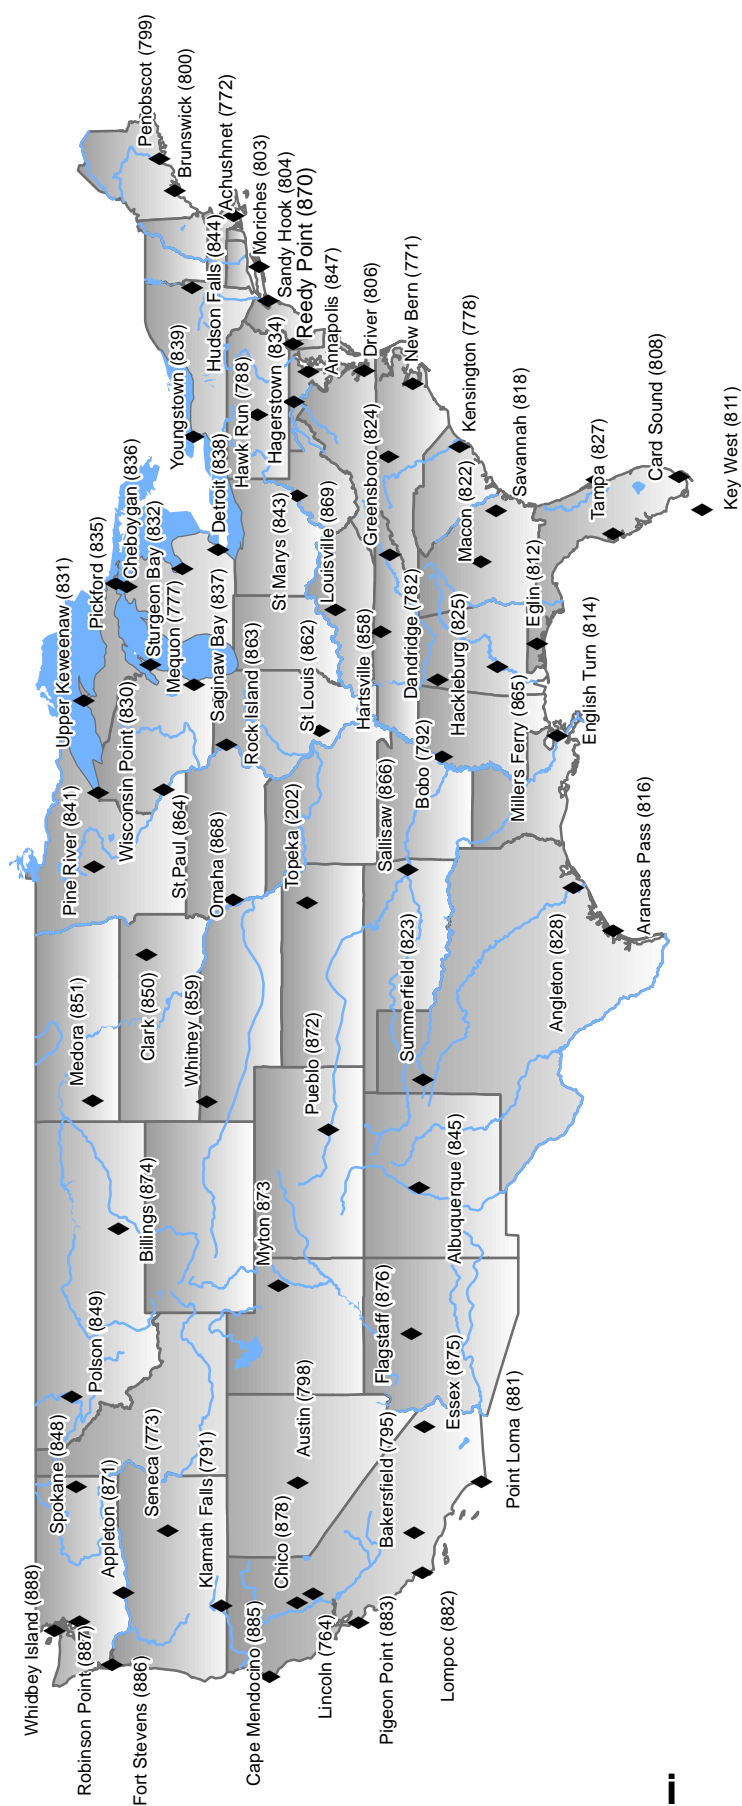 Whidbey Island (888)
Robinson Point (887)
Fort Stevens (886)
Spokane (848)
Appleton (871)
Seneca (773)
Klamath Falls (791)
Cape Mendocino (885)
Chico (878)
Lincoln (764)
Pigeon Point (883)
Lompoc (882)
Bakersfield (795)
Point Loma (881)
Essex (875)
Austin (798)
Flagstaff (876)
Polson (849)
Billings (874)
Myton 873
Albuquerque (845)
Pueblo (872)
Medora (851)
Clark (850)
Whitney (859)
Summerfield (823)
Angleton (828)
Aransas Pass (816)
Pine River (841)
Wisconsin Point (830)
St Paul (864)
Omaha (868)
Topeka (202)
Sallisaw (866)
Bobo (792)
Millers Ferry (865)
English Turn (814)
Upper Keweenaw (831)
Pickford (835)
Cheboygan (836)
Sturgeon Bay (832)
Mequon (777)
Saginaw Bay (837)
Rock Island (863)
St Louis (862)
Hartsville (858)
Dandridge (782)
Hackleburg (825)
Eglin (812)
Detroit (838)
St Marys (843)
Louisville (869)
Greensboro (824)
Macon (822)
Savannah (818)
Kensington (778)
Tampa (827)
Card Sound (808)
Key West (811)
Youngstown (839)
Hudson Falls (844)
Hawk Run (788)
Hagerstown (834)
Penobscot (799)
Brunswick (800)
Achushnet (772)
Moriches (803)
Sandy Hook (804)
Reedy Point (870)
Annapolis (847)
Driver (806)
New Bern (771)
i